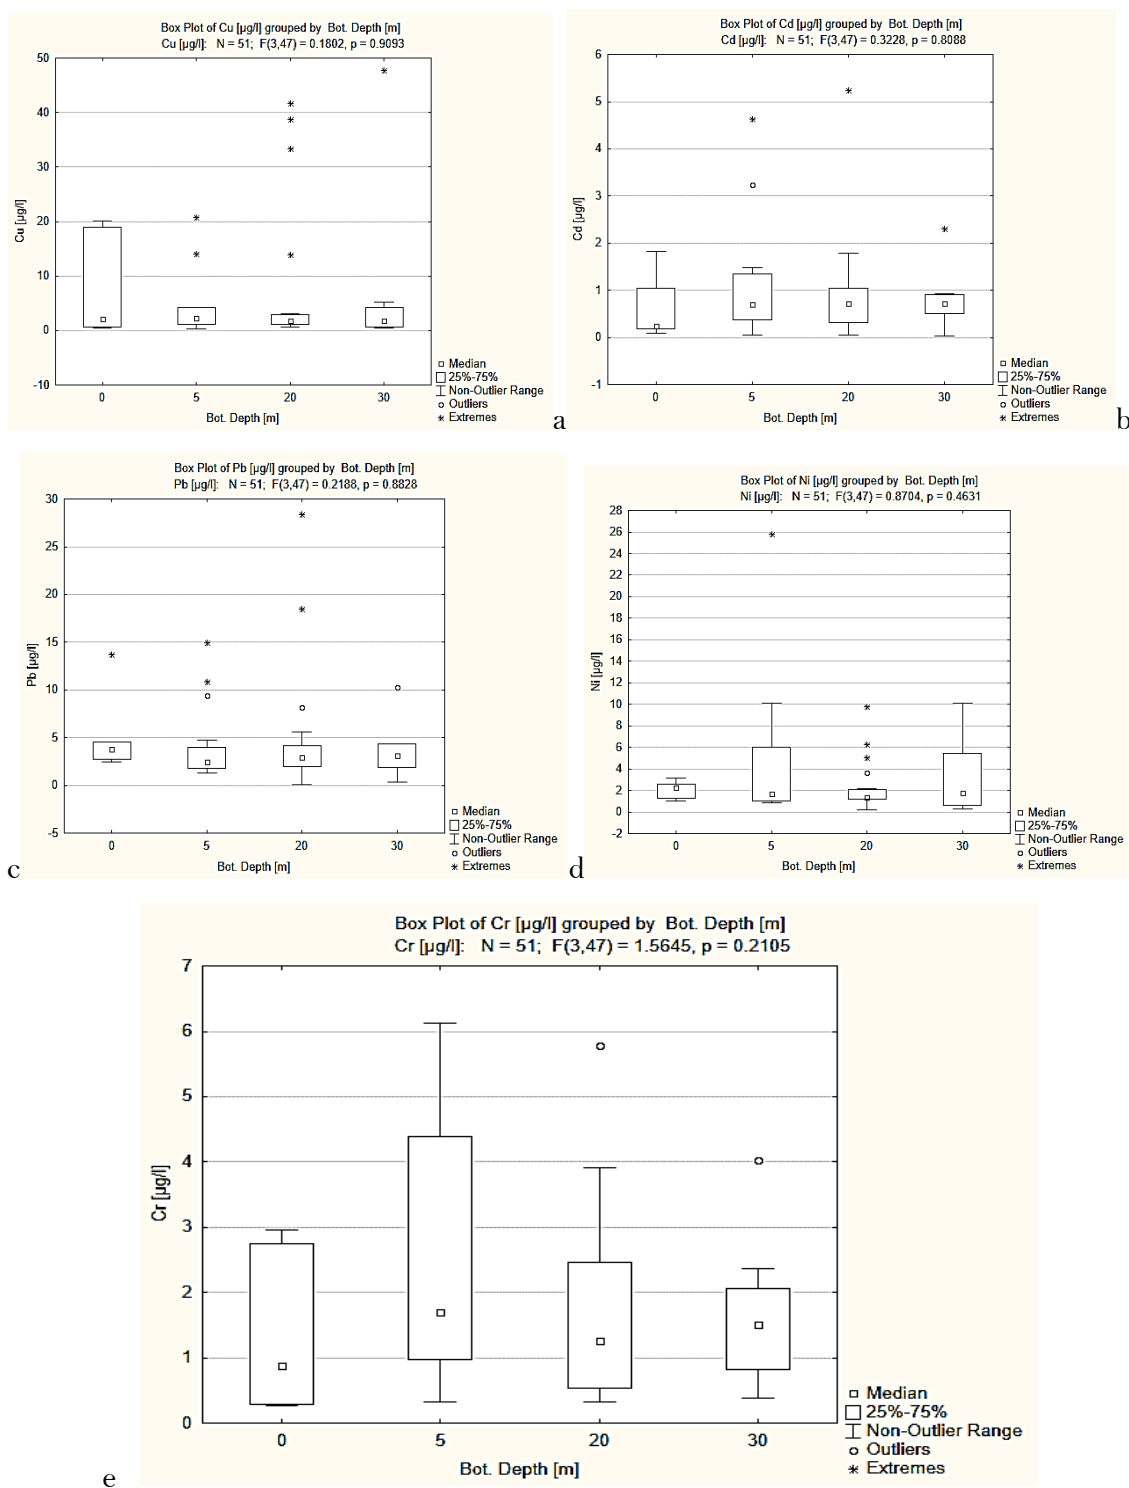 Box Plot of Cu [µg/l] grouped by Bot. Depth [m]
Cu [µg/l]: N = 51; F(3,47) = 0.1802, p = 0.9093
50
40
30
20
10
0
-10
Cu [µg/l]
0 5 20 30
Bot. Depth [m]
Median
25%-75%
Non-Outlier Range
Outliers
Extremes
a
Box Plot of Cd [µg/l] grouped by Bot. Depth [m]
Cd [µg/l]: N = 51; F(3,47) = 0.3228, p = 0.8088
6
5
4
3
2
1
0
-1
Cd [µg/l]
0 5 20 30
Bot. Depth [m]
Median
25%-75%
Non-Outlier Range
Outliers
Extremes
b
Box Plot of Pb [µg/l] grouped by Bot. Depth [m]
Pb [µg/l]: N = 51; F(3,47) = 0.2188, p = 0.8828
30
25
20
15
10
5
0
-5
Pb [µg/l]
0 5 20 30
Bot. Depth [m]
Median
25%-75%
Non-Outlier Range
Outliers
Extremes
c
Box Plot of Ni [µg/l] grouped by Bot. Depth [m]
Ni [µg/l]: N = 51; F(3,47) = 0.8704, p = 0.4631
28
26
24
22
20
18
16
14
12
10
8
6
4
2
0
-2
Ni [µg/l]
0 5 20 30
Bot. Depth [m]
Median
25%-75%
Non-Outlier Range
Outliers
Extremes
d
Box Plot of Cr [µg/l] grouped by Bot. Depth [m]
Cr [µg/l]: N = 51; F(3,47) = 1.5645, p = 0.2105
7
6
5
4
3
2
1
0
Cr [µg/l]
0 5 20 30
Bot. Depth [m]
Median
25%-75%
Non-Outlier Range
Outliers
Extremes
e